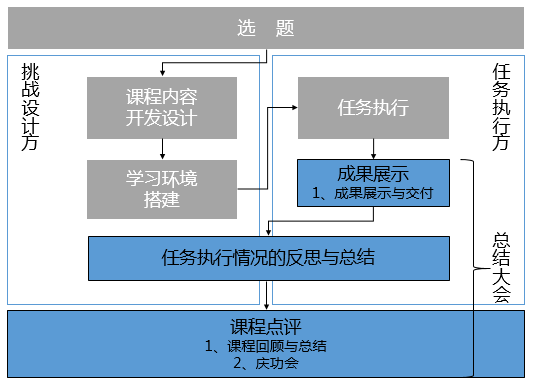 选 题
挑战设计方
任务执行方
课程内容
开发设计
任务执行
学习环境
搭建
成果展示
1、成果展示与交付
任务执行情况的反思与总结
总结大会
课程点评
1、课程回顾与总结
2、庆功会